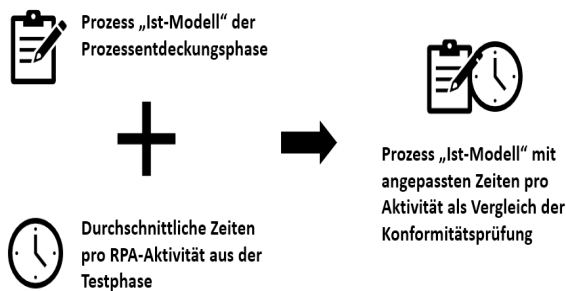 Prozess „Ist-Modell“ der
Prozessentdeckungsphase
Durchschnittliche Zeiten
pro RPA-Aktivität aus der
Testphase
Prozess „Ist-Modell“ mit
angepassten Zeiten pro
Aktivität als Vergleich der
Konformitätsprüfung